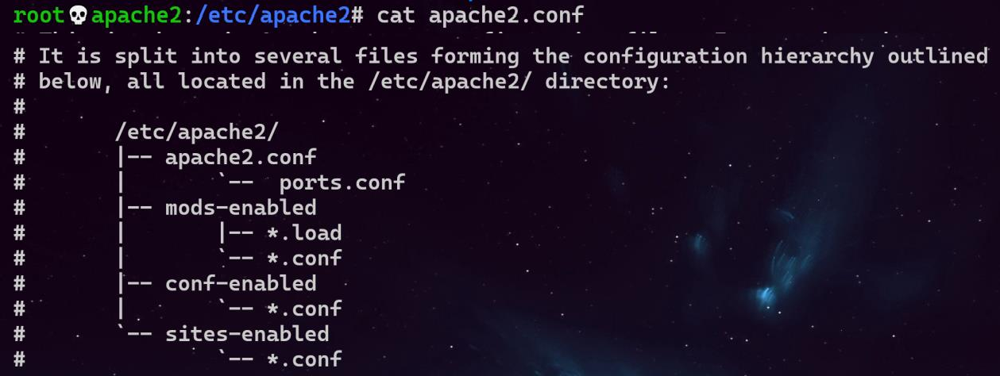 root💀apache2:/etc/apache2# cat apache2.conf
# It is split into several files forming the configuration hierarchy outlined
# below, all located in the /etc/apache2/ directory:
#
#       /etc/apache2/
#       |-- apache2.conf
#       |       `--  ports.conf
#       |-- mods-enabled
#       |       |-- *.load
#       |       `-- *.conf
#       |-- conf-enabled
#       |       `-- *.conf
#       `-- sites-enabled
#               `-- *.conf